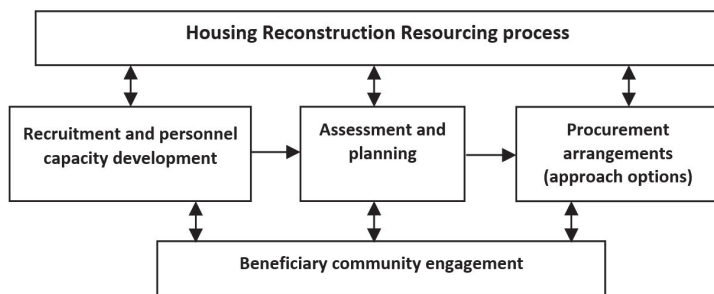 Housing Reconstruction Resourcing process
Recruitment and personnel
capacity development
Assessment and
planning
Procurement
arrangements
(approach options)
Beneficiary community engagement